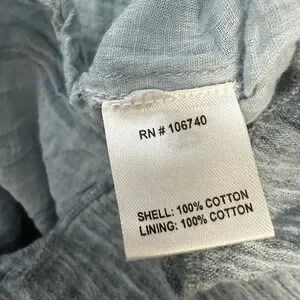 RN # 106740
SHELL: 100% COTTON
LINING: 100% COTTON